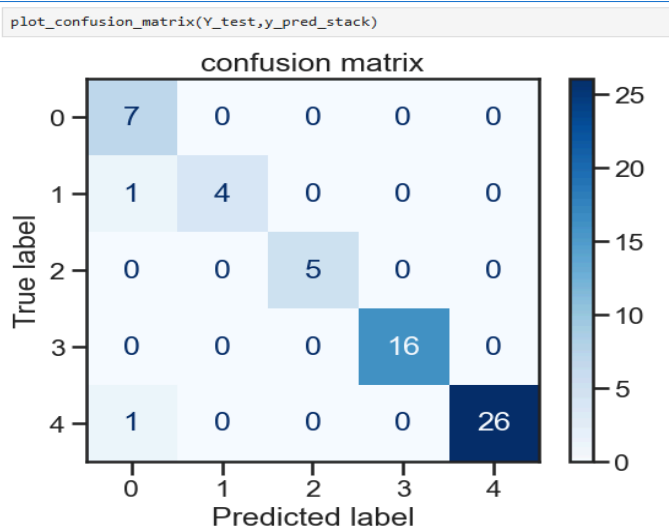 plot_confusion_matrix(Y_test,y_pred_stack)
confusion matrix
0 7 0 0 0 0
1 1 4 0 0 0
2 0 0 5 0 0
3 0 0 0 16 0
4 1 0 0 0 26
0 1 2 3 4
True label
Predicted label
25
20
15
10
5
0